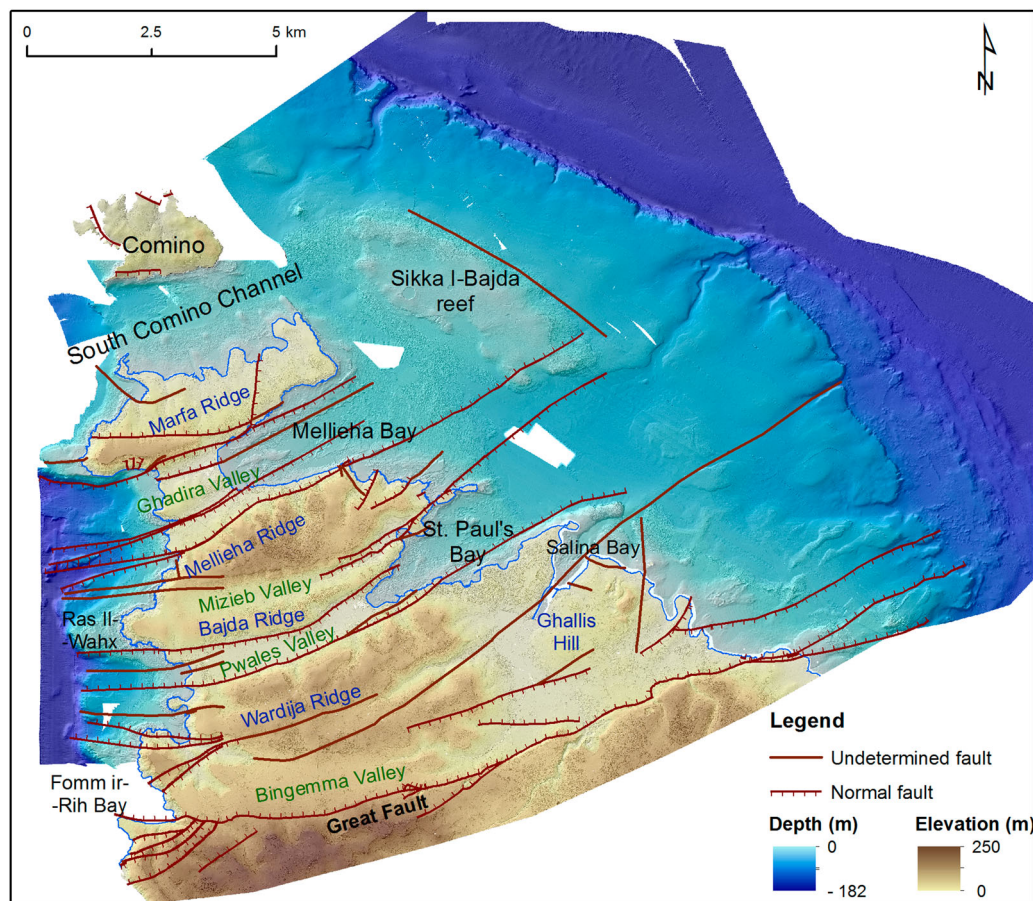 0 2.5 5 km
N
Comino
Sikka l-Bajda
reef
South Comino Channel
Marfa Ridge
Mellieha Bay
Ghadira Valley
Mellieha Ridge
St. Paul's
Bay
Salina Bay
Mizieb Valley
Ras Il-
-Wahx
Bajda Ridge
Ghallis
Hill
Pwales Valley
Wardija Ridge
Legend
Undetermined fault
Fomm ir-
-Rih Bay
Bingemma Valley
Normal fault
Great Fault
Depth (m) Elevation (m)
0 250
- 182 0